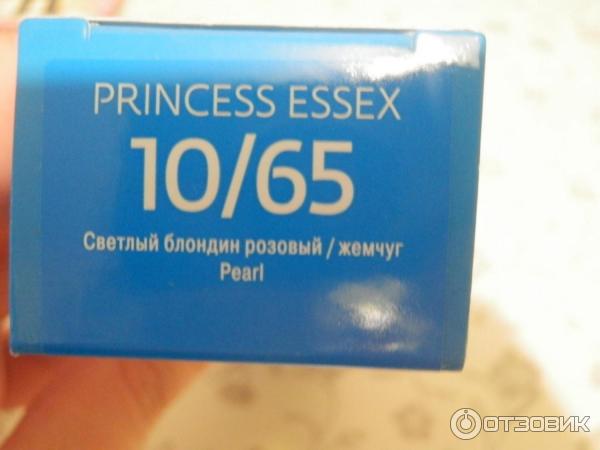 PRINCESS ESSEX
10/65
Светлый блондин розовый / жемчуг
Pearl
ОТЗОВИК